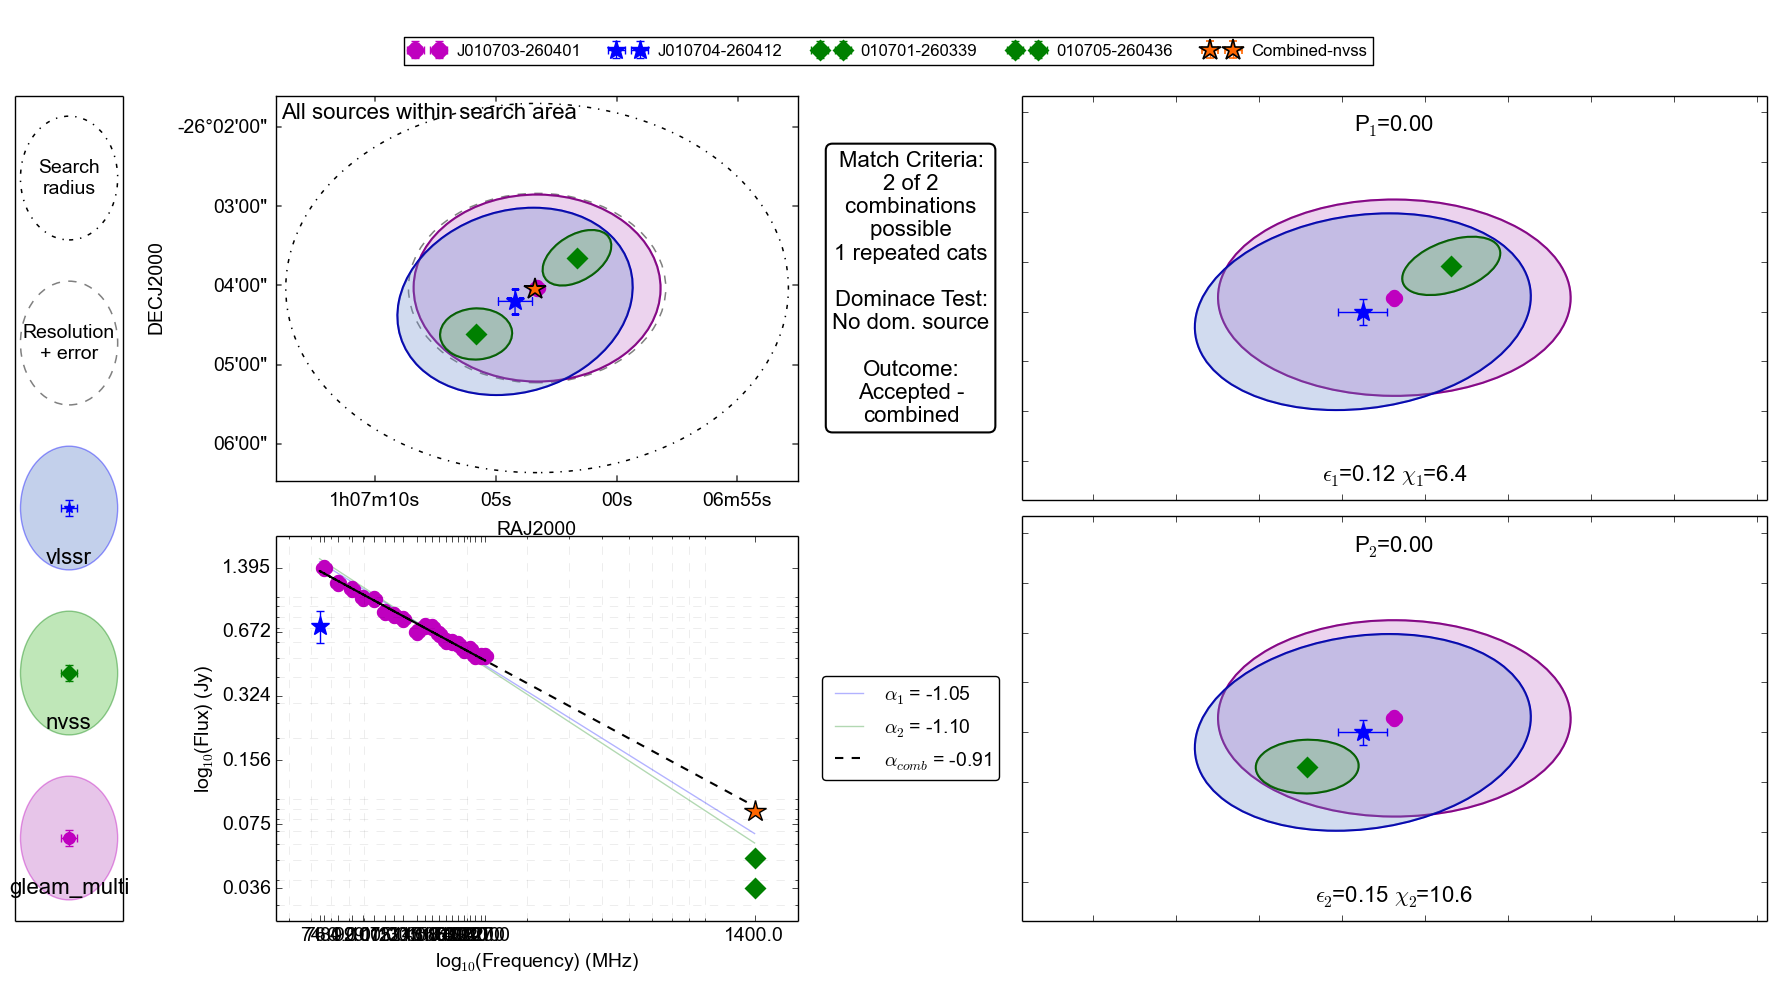 J010703-260401 J010704-260412 010701-260339 010705-260436 Combined-nvss
Search
radius
Resolution
+ error
vlssr
nvss
gleam_multi
All sources within search area
DECJ2000
-26°02'00"
03'00"
04'00"
05'00"
06'00"
1h07m10s 05s 00s 06m55s
RAJ2000
Match Criteria:
2 of 2
combinations
possible
1 repeated cats
Dominace Test:
No dom. source
Outcome:
Accepted -
combined
P1=0.00
ϵ1=0.12 χ1=6.4
log10(Flux) (Jy)
1.395
0.672
0.324
0.156
0.075
0.036
1400.0
log10(Frequency) (MHz)
α1 = -1.05
α2 = -1.10
αcomb = -0.91
P2=0.00
ϵ2=0.15 χ2=10.6